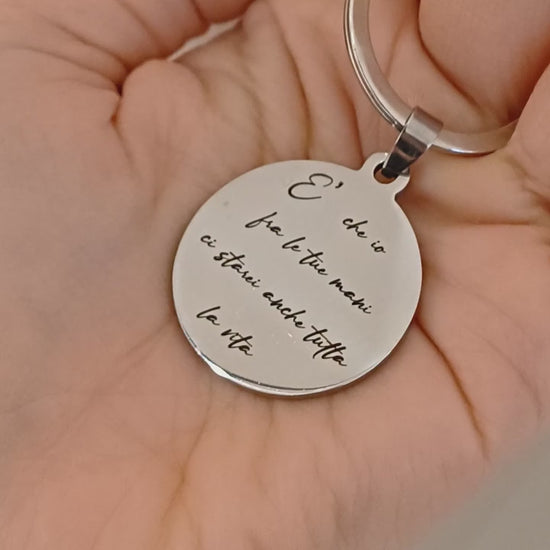 E' che io
fra le tue mani
ci starei anche tutta
la vita